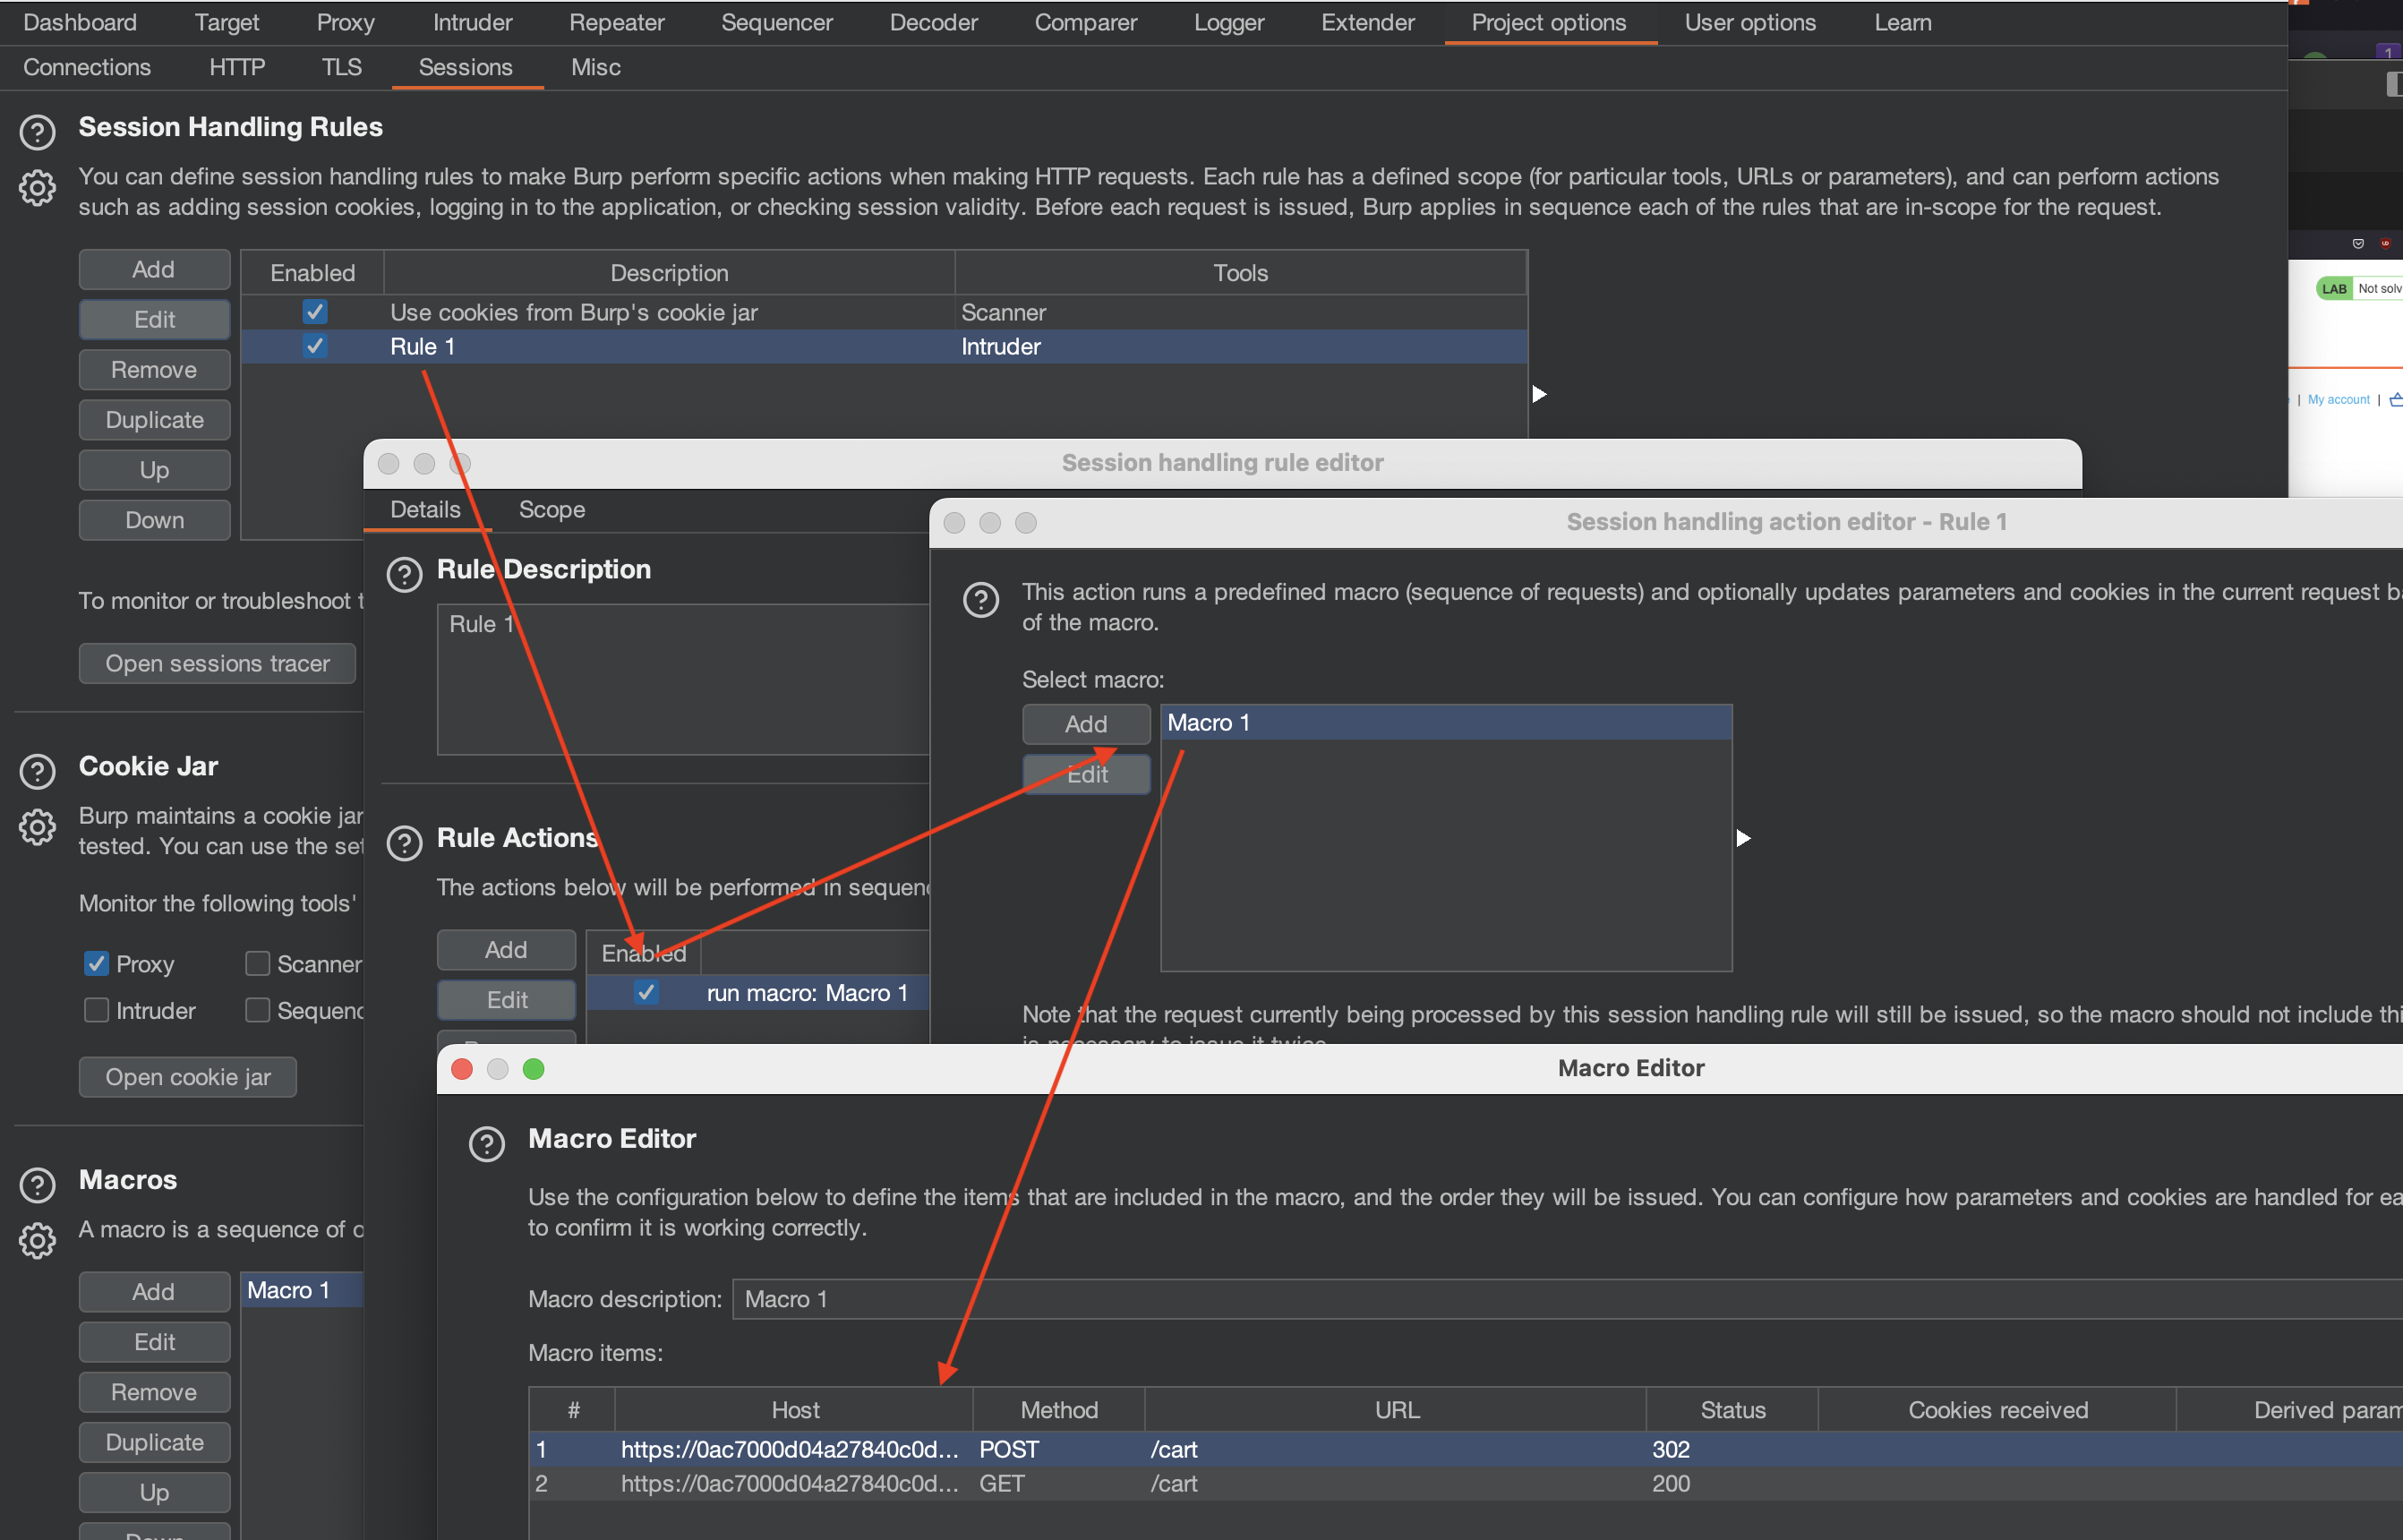 Dashboard Target Proxy Intruder Repeater Sequencer Decoder Comparer Logger Extender Project options User options Learn
Connections HTTP TLS Sessions Misc
1
Session Handling Rules
You can define session handling rules to make Burp perform specific actions when making HTTP requests. Each rule has a defined scope (for particular tools, URLs or parameters), and can perform actions
such as adding session cookies, logging in to the application, or checking session validity. Before each request is issued, Burp applies in sequence each of the rules that are in-scope for the request.
Add
Edit
Remove
Duplicate
Up
Down
Enabled Description Tools
Use cookies from Burp's cookie jar Scanner
Rule 1 Intruder
LAB Not solv
| My account |
To monitor or troubleshoot t
Open sessions tracer
Cookie Jar
Burp maintains a cookie jar
tested. You can use the set
Monitor the following tools'
Proxy Scanner
Intruder Sequenc
Open cookie jar
Macros
A macro is a sequence of o
Add
Edit
Remove
Duplicate
Up
Down
Macro 1
Session handling rule editor
Details Scope
Rule Description
Rule 1
Rule Actions
The actions below will be performed in sequenc
Add
Edit
Enabled
run macro: Macro 1
Session handling action editor - Rule 1
This action runs a predefined macro (sequence of requests) and optionally updates parameters and cookies in the current request ba
of the macro.
Select macro:
Add
Edit
Macro 1
Note that the request currently being processed by this session handling rule will still be issued, so the macro should not include thi
is necessary to issue it twice.
Macro Editor
Macro Editor
Use the configuration below to define the items that are included in the macro, and the order they will be issued. You can configure how parameters and cookies are handled for ea
to confirm it is working correctly.
Macro description: Macro 1
Macro items:
# Host Method URL Status Cookies received Derived param
1 https://0ac7000d04a27840c0d... POST /cart 302
2 https://0ac7000d04a27840c0d... GET /cart 200